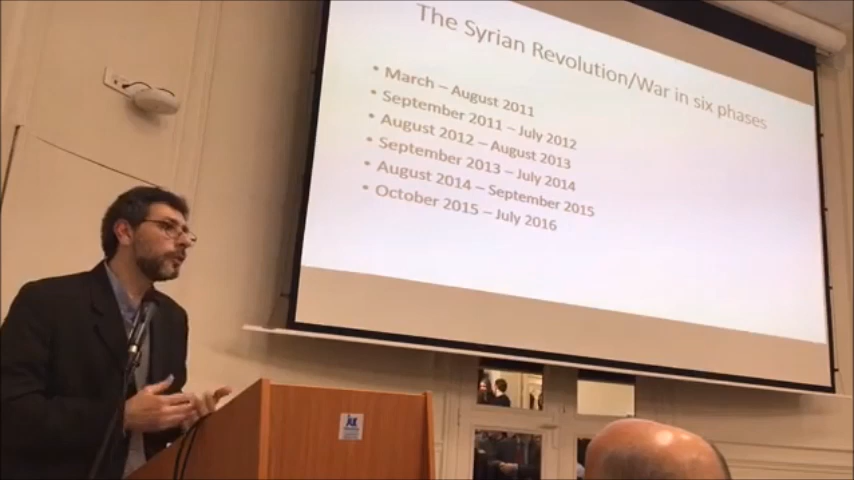 The Syrian Revolution/War in six phases
• March – August 2011
• September 2011 – July 2012
• August 2012 – August 2013
• September 2013 – July 2014
• August 2014 – September 2015
• October 2015 – July 2016